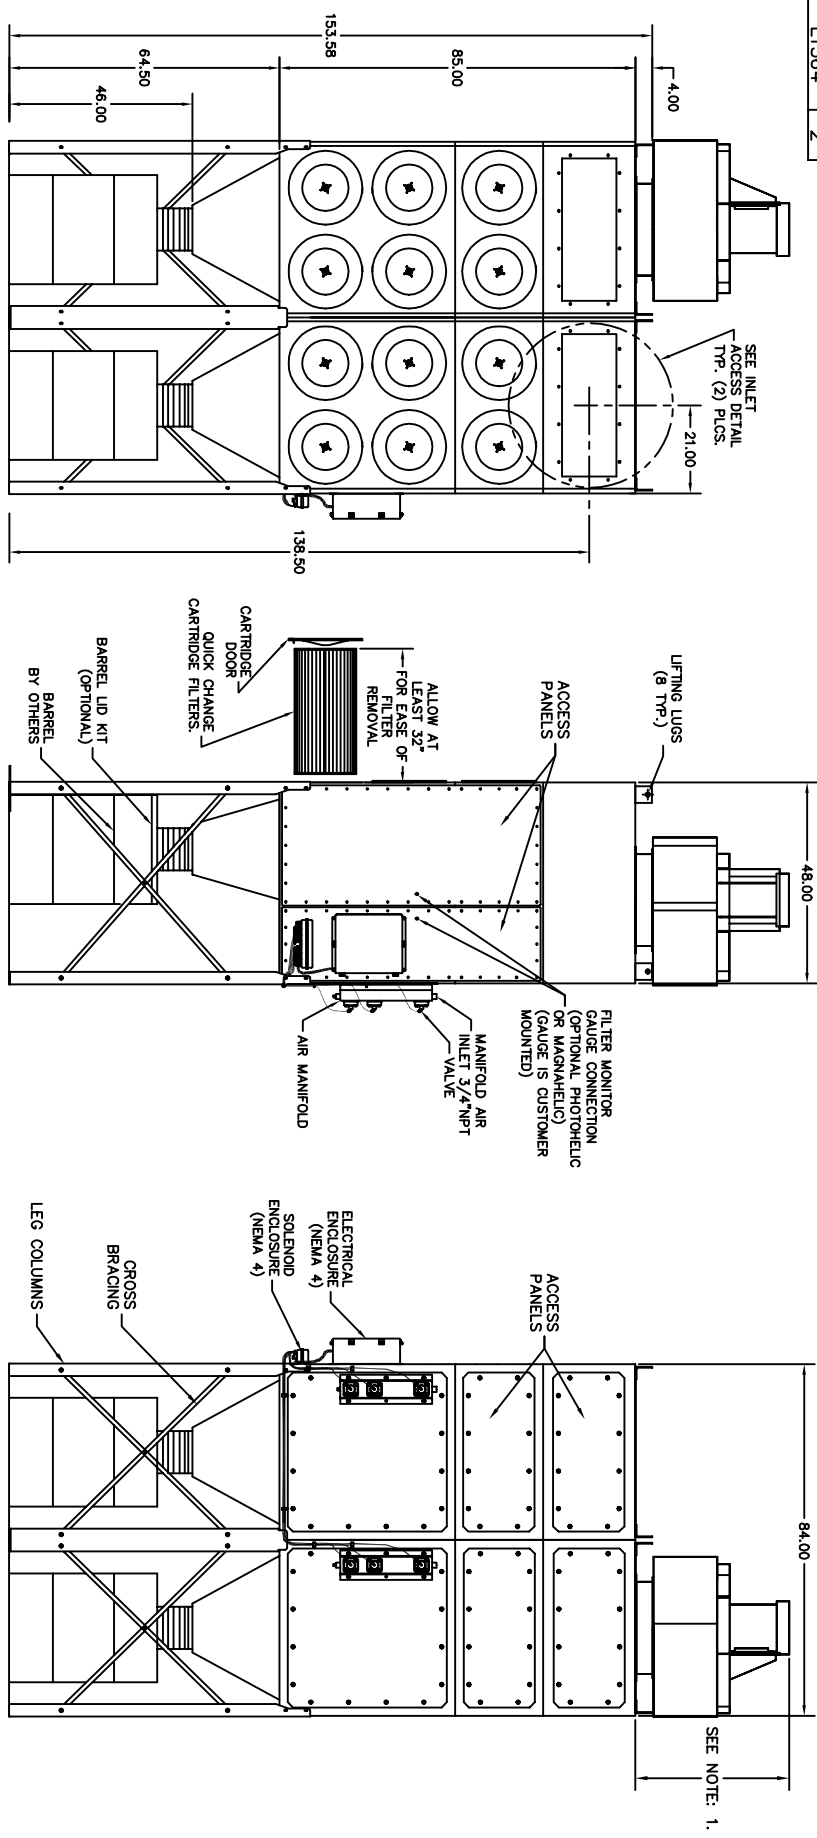 153.58
64.50
46.00
85.00
4.00
SEE INLET
ACCESS DETAIL
TYP. (2) PLCS.
21.00
138.50
LIFTING LUGS
(8 TYP.)
48.00
ACCESS
PANELS
ALLOW AT
LEAST 32"
FOR EASE OF
FILTER
REMOVAL
CARTRIDGE
DOOR
QUICK CHANGE
CARTRIDGE FILTERS.
BARREL LID KIT
(OPTIONAL)
BARREL
BY OTHERS
FILTER MONITOR
GAUGE CONNECTION
(OPTIONAL PHOTOHELIC
OR MAGNAHELIC)
(GAUGE IS CUSTOMER
MOUNTED)
MANIFOLD AIR
INLET 3/4"NPT
VALVE
AIR MANIFOLD
ACCESS
PANELS
ELECTRICAL
ENCLOSURE
(NEMA 4)
SOLENOID
ENCLOSURE
(NEMA 4)
CROSS
BRACING
LEG COLUMNS
84.00
SEE NOTE: 1.